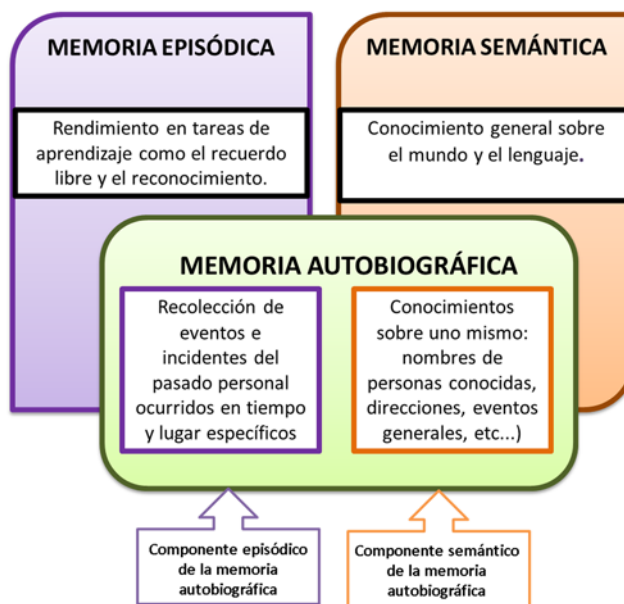 MEMORIA EPISÓDICA
Rendimiento en tareas de
aprendizaje como el recuerdo
libre y el reconocimiento.
MEMORIA SEMÁNTICA
Conocimiento general sobre
el mundo y el lenguaje.
MEMORIA AUTOBIOGRÁFICA
Recolección de
eventos e
incidentes del
pasado personal
ocurridos en tiempo
y lugar específicos
Conocimientos
sobre uno mismo:
nombres de
personas conocidas,
direcciones, eventos
generales, etc...)
Componente episódico
de la memoria
autobiográfica
Componente semántico
de la memoria
autobiográfica